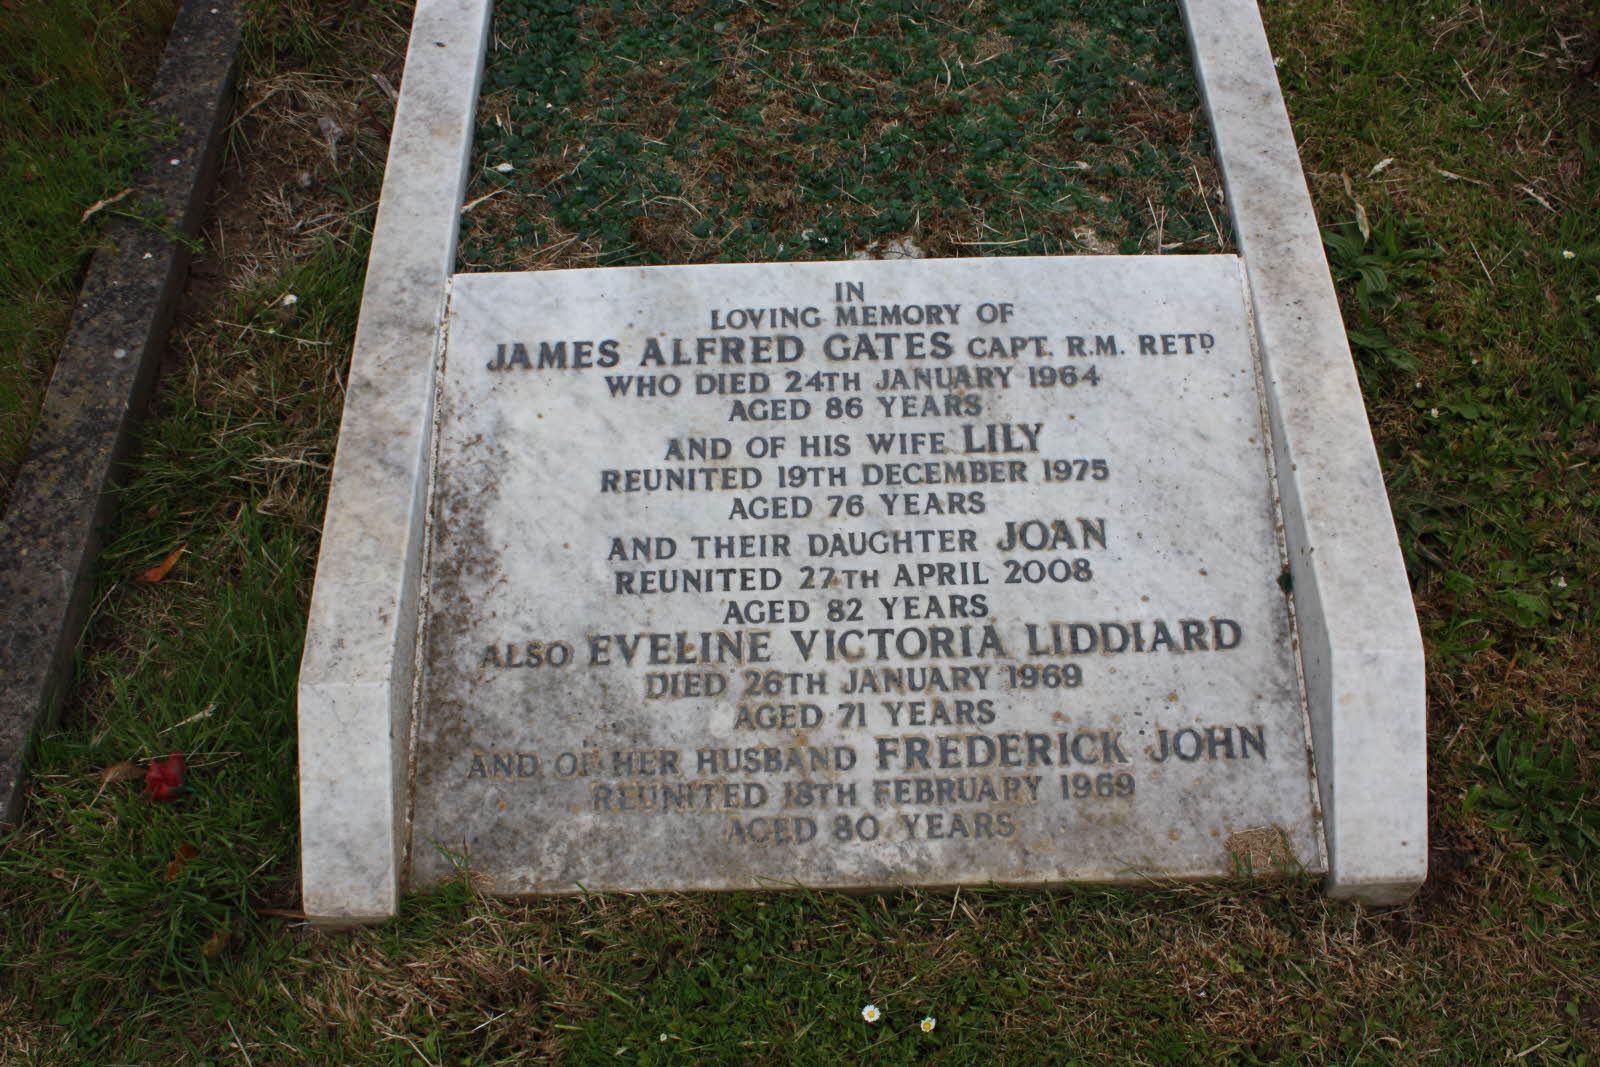 IN
LOVING MEMORY OF
JAMES ALFRED GATES CAPT. R.M. RETD
WHO DIED 24TH JANUARY 1964
AGED 86 YEARS
AND OF HIS WIFE LILY
REUNITED 19TH DECEMBER 1975
AGED 76 YEARS
AND THEIR DAUGHTER JOAN
REUNITED 27TH APRIL 2008
AGED 82 YEARS
ALSO EVELINE VICTORIA LIDDIARD
DIED 26TH JANUARY 1969
AGED 71 YEARS
AND OF HER HUSBAND FREDERICK JOHN
REUNITED 18TH FEBRUARY 1969
AGED 80 YEARS